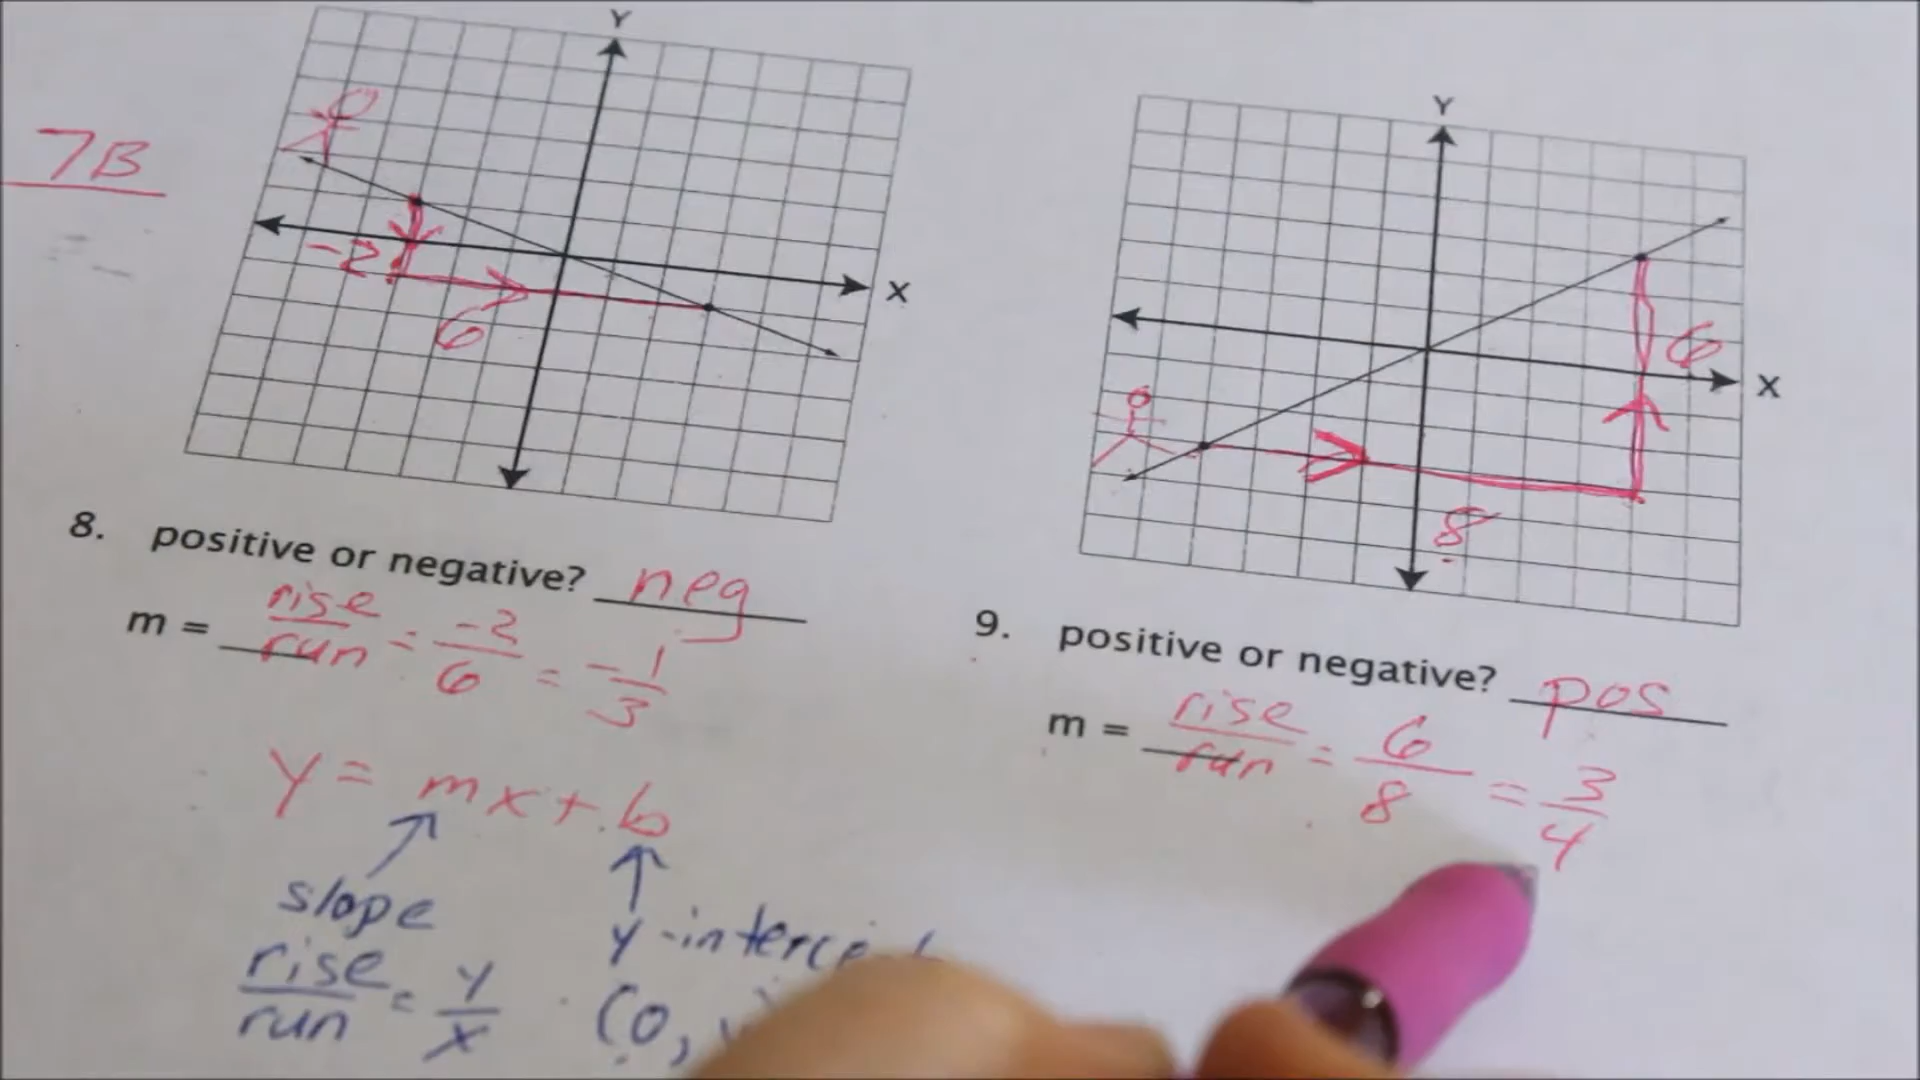 Y
Y
7B
-2
X
6
6
X
8
8. positive or negative? neg
m = rise/run = -2/6 = -1/3
9. positive or negative? pos
m = rise/run = 6/8 = 3/4
y = mx + b
slope
y-interce
rise/run = y/x
(0,